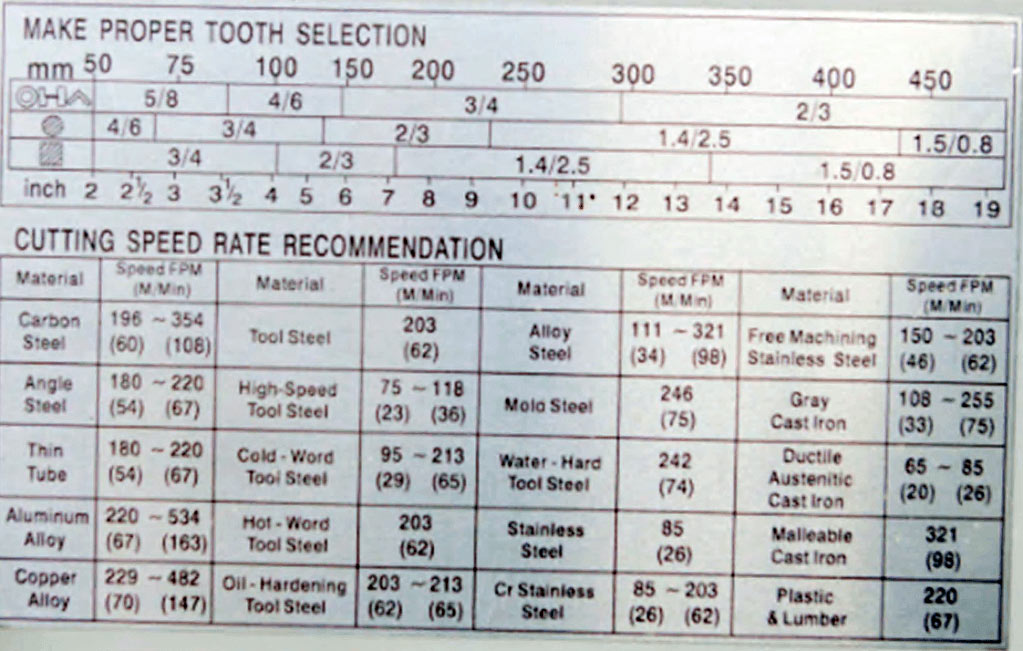 MAKE PROPER TOOTH SELECTION
mm 50 75 100 150 200 250 300 350 400 450
5/8 4/6 3/4 2/3
4/6 3/4 2/3 1.4/2.5 1.5/0.8
3/4 2/3 1.4/2.5 1.5/0.8
inch 2 2½ 3 3½ 4 5 6 7 8 9 10 11 12 13 14 15 16 17 18 19
CUTTING SPEED RATE RECOMMENDATION
Material Speed FPM (M/Min) Material Speed FPM (M/Min) Material Speed FPM (M/Min) Material Speed FPM (M/Min)
Carbon Steel 196 ~ 354 (60) (108) Tool Steel 203 (62) Alloy Steel 111 ~ 321 (34) (98) Free Machining Stainless Steel 150 ~ 203 (46) (62)
Angle Steel 180 ~ 220 (54) (67) High-Speed Tool Steel 75 ~ 118 (23) (36) Mold Steel 246 (75) Gray Cast Iron 108 ~ 255 (33) (75)
Thin Tube 180 ~ 220 (54) (67) Cold - Word Tool Steel 95 ~ 213 (29) (65) Water - Hard Tool Steel 242 (74) Ductile Austenitic Cast Iron 65 ~ 85 (20) (26)
Aluminum Alloy 220 ~ 534 (67) (163) Hot - Word Tool Steel 203 (62) Stainless Steel 85 (26) Malleable Cast Iron 321 (98)
Copper Alloy 229 ~ 482 (70) (147) Oil - Hardening Tool Steel 203 ~ 213 (62) (65) Cr Stainless Steel 85 ~ 203 (26) (62) Plastic & Lumber 220 (67)